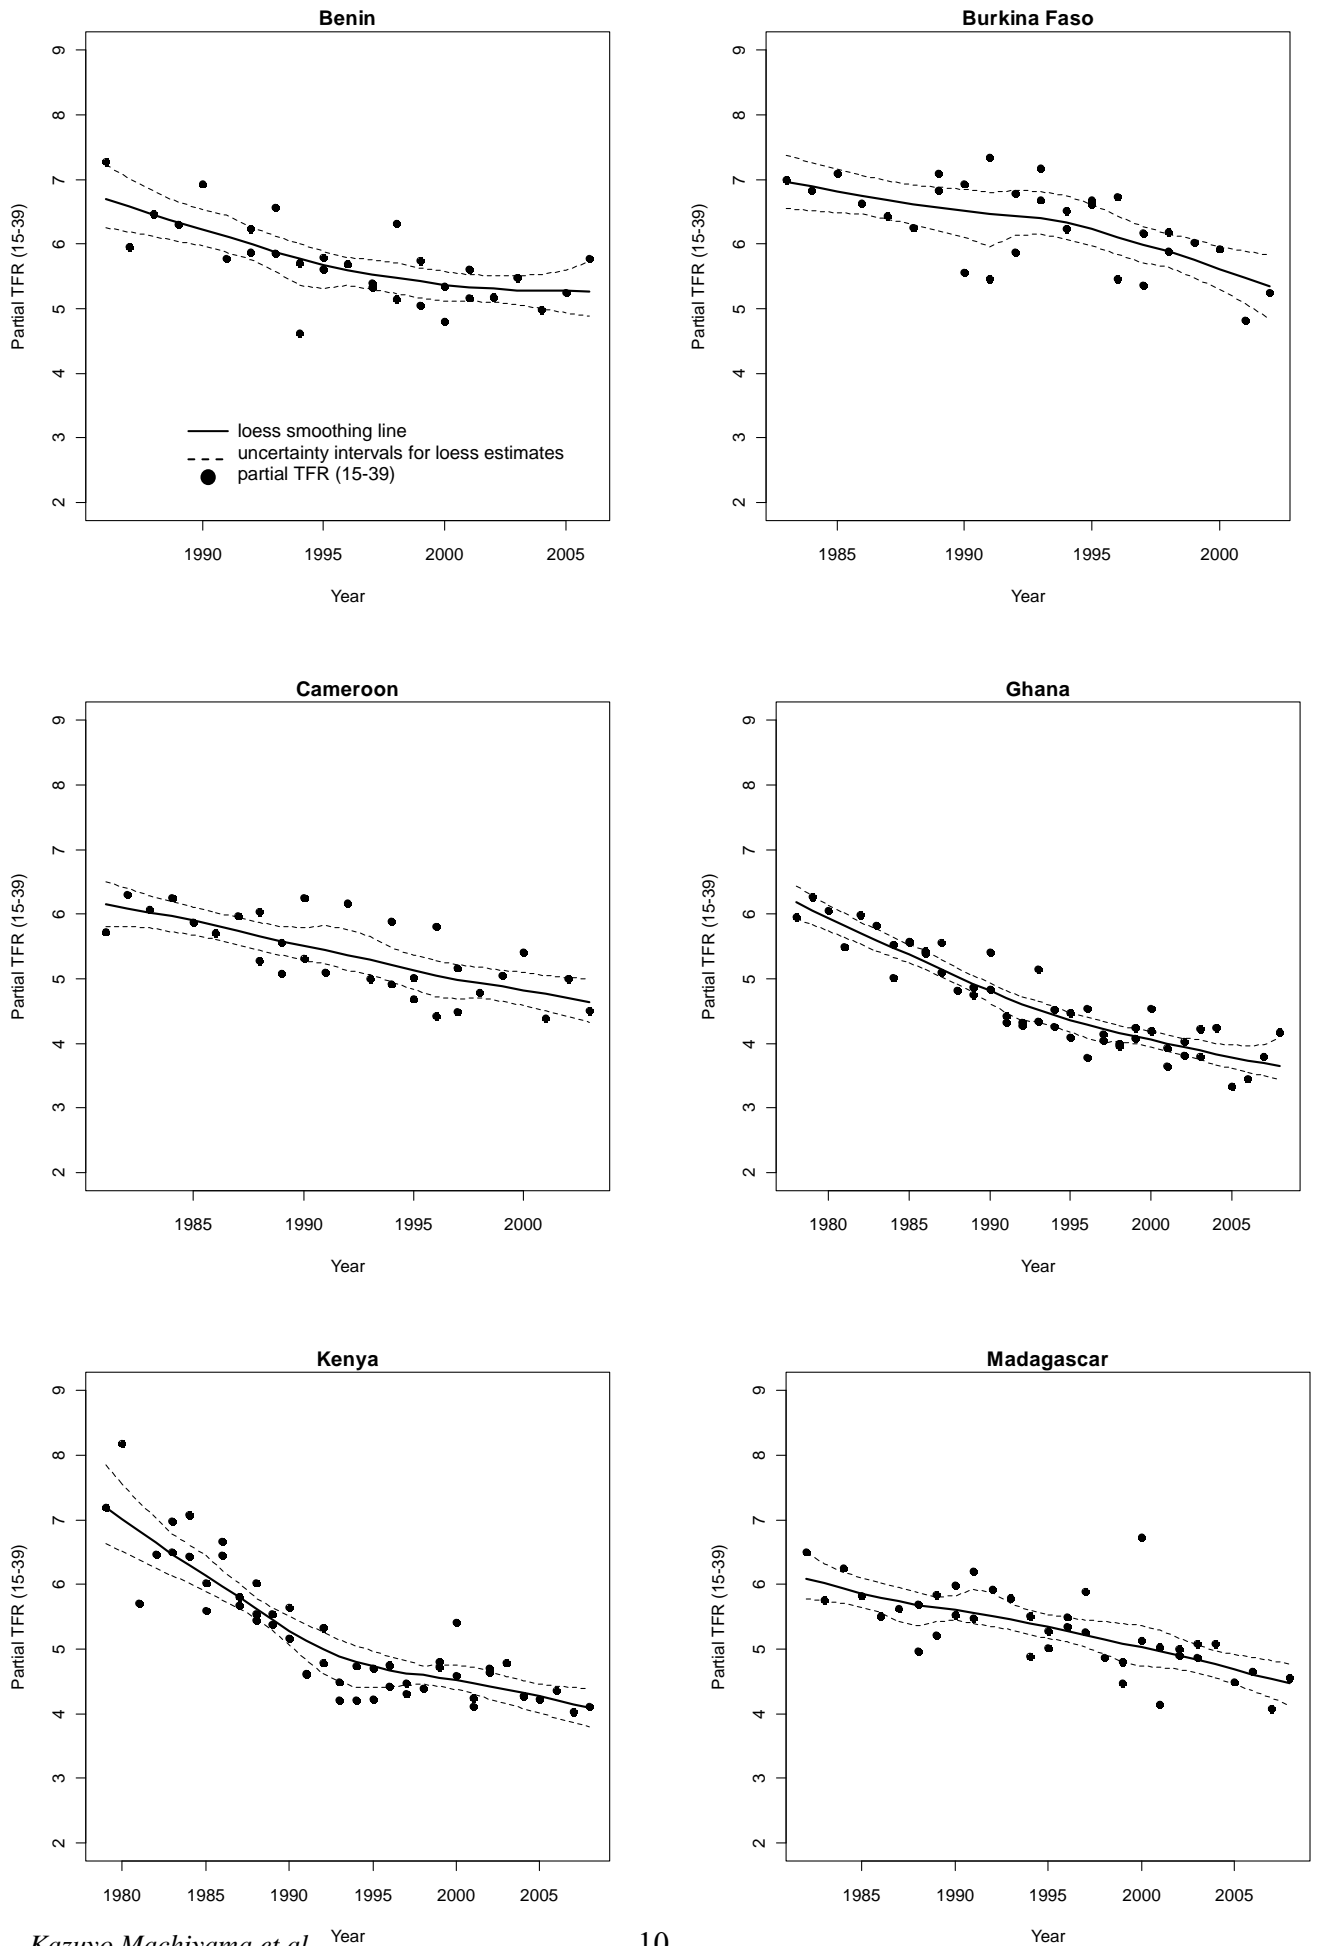 Benin
Burkina Faso
Partial TFR (15-39)
9
8
7
6
5
4
3
2
loess smoothing line
uncertainty intervals for loess estimates
partial TFR (15-39)
1990 1995 2000 2005
Year
Partial TFR (15-39)
9
8
7
6
5
4
3
2
1985 1990 1995 2000
Year
Cameroon
Ghana
Partial TFR (15-39)
9
8
7
6
5
4
3
2
1985 1990 1995 2000
Year
Partial TFR (15-39)
9
8
7
6
5
4
3
2
1980 1985 1990 1995 2000 2005
Year
Kenya
Madagascar
Partial TFR (15-39)
9
8
7
6
5
4
3
2
1980 1985 1990 1995 2000 2005
Year
Partial TFR (15-39)
9
8
7
6
5
4
3
2
1985 1990 1995 2000 2005
Year
Kazuyo Machiyama et al
10